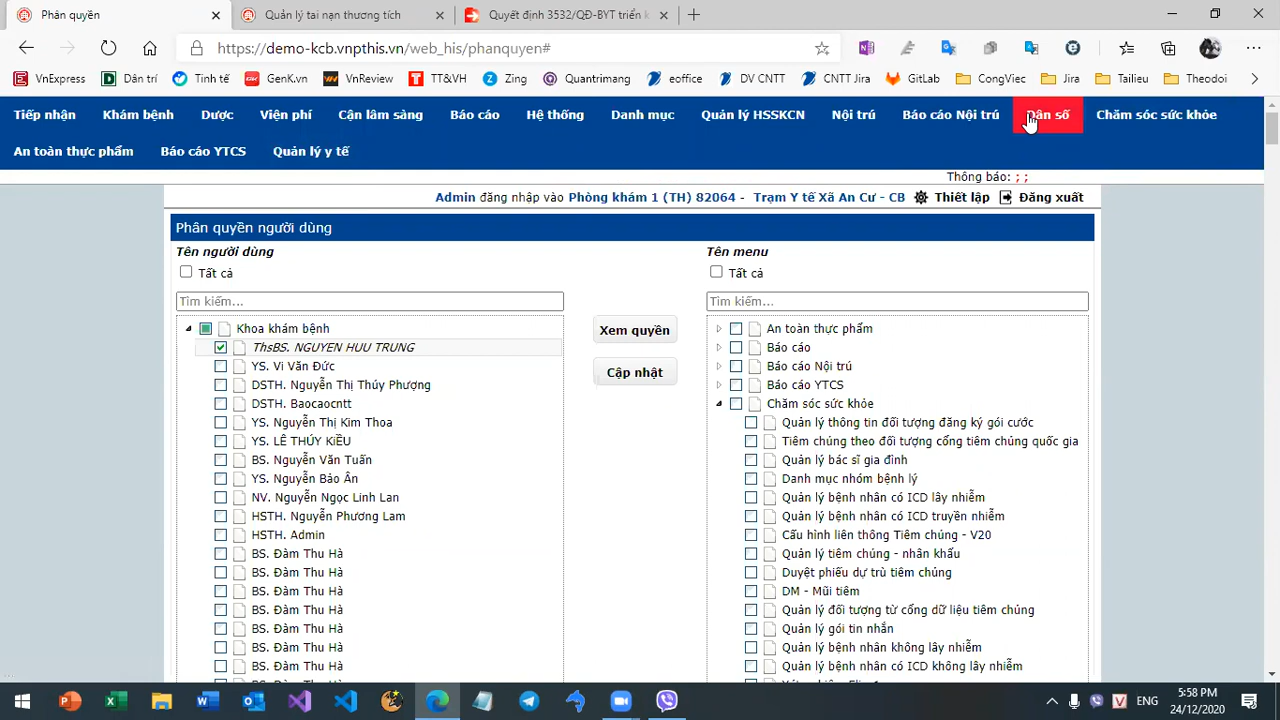 Phân quyền
Quản lý tai nạn thương tích
Quyết định 3532/QĐ-BYT triển k
https://demo-kcb.vnpthis.vn/web_his/phanquyen#
VnExpress
Dân trí
Tinh tế
GenK.vn
VnReview
TT&VH
Zing
Quantrimang
eoffice
DV CNTT
CNTT Jira
GitLab
CongViec
Jira
Tailieu
Theodoi
Tiếp nhận
Khám bệnh
Dược
Viện phí
Cận lâm sàng
Báo cáo
Hệ thống
Danh mục
Quản lý HSSKCN
Nội trú
Báo cáo Nội trú
Dân số
Chăm sóc sức khỏe
An toàn thực phẩm
Báo cáo YTCS
Quản lý y tế
Thông báo: ; ;
Admin đăng nhập vào Phòng khám 1 (TH) 82064 - Trạm Y tế Xã An Cư - CB
Thiết lập
Đăng xuất
Phân quyền người dùng
Tên người dùng
Tất cả
Tìm kiếm...
Khoa khám bệnh
ThsBS. NGUYEN HUU TRUNG
YS. Vi Văn Đức
DSTH. Nguyễn Thị Thúy Phượng
DSTH. Baocaocntt
YS. Nguyễn Thị Kim Thoa
YS. LÊ THÚY KiỀU
BS. Nguyễn Văn Tuấn
YS. Nguyễn Bảo Ân
NV. Nguyễn Ngọc Linh Lan
HSTH. Nguyễn Phương Lam
HSTH. Admin
BS. Đàm Thu Hà
BS. Đàm Thu Hà
BS. Đàm Thu Hà
BS. Đàm Thu Hà
BS. Đàm Thu Hà
BS. Đàm Thu Hà
BS. Đàm Thu Hà
Xem quyền
Cập nhật
Tên menu
Tất cả
Tìm kiếm...
An toàn thực phẩm
Báo cáo
Báo cáo Nội trú
Báo cáo YTCS
Chăm sóc sức khỏe
Quản lý thông tin đối tượng đăng ký gói cước
Tiêm chủng theo đối tượng cổng tiêm chủng quốc gia
Quản lý bác sĩ gia đình
Danh mục nhóm bệnh lý
Quản lý bệnh nhân có ICD lây nhiễm
Quản lý bệnh nhân có ICD truyền nhiễm
Cấu hình liên thông Tiêm chủng - V20
Quản lý tiêm chủng - nhân khẩu
Duyệt phiếu dự trù tiêm chủng
DM - Mũi tiêm
Quản lý đối tượng từ cổng dữ liệu tiêm chủng
Quản lý gói tin nhắn
Quản lý bệnh nhân không lây nhiễm
Quản lý bệnh nhân có ICD không lây nhiễm
ENG
5:58 PM
24/12/2020